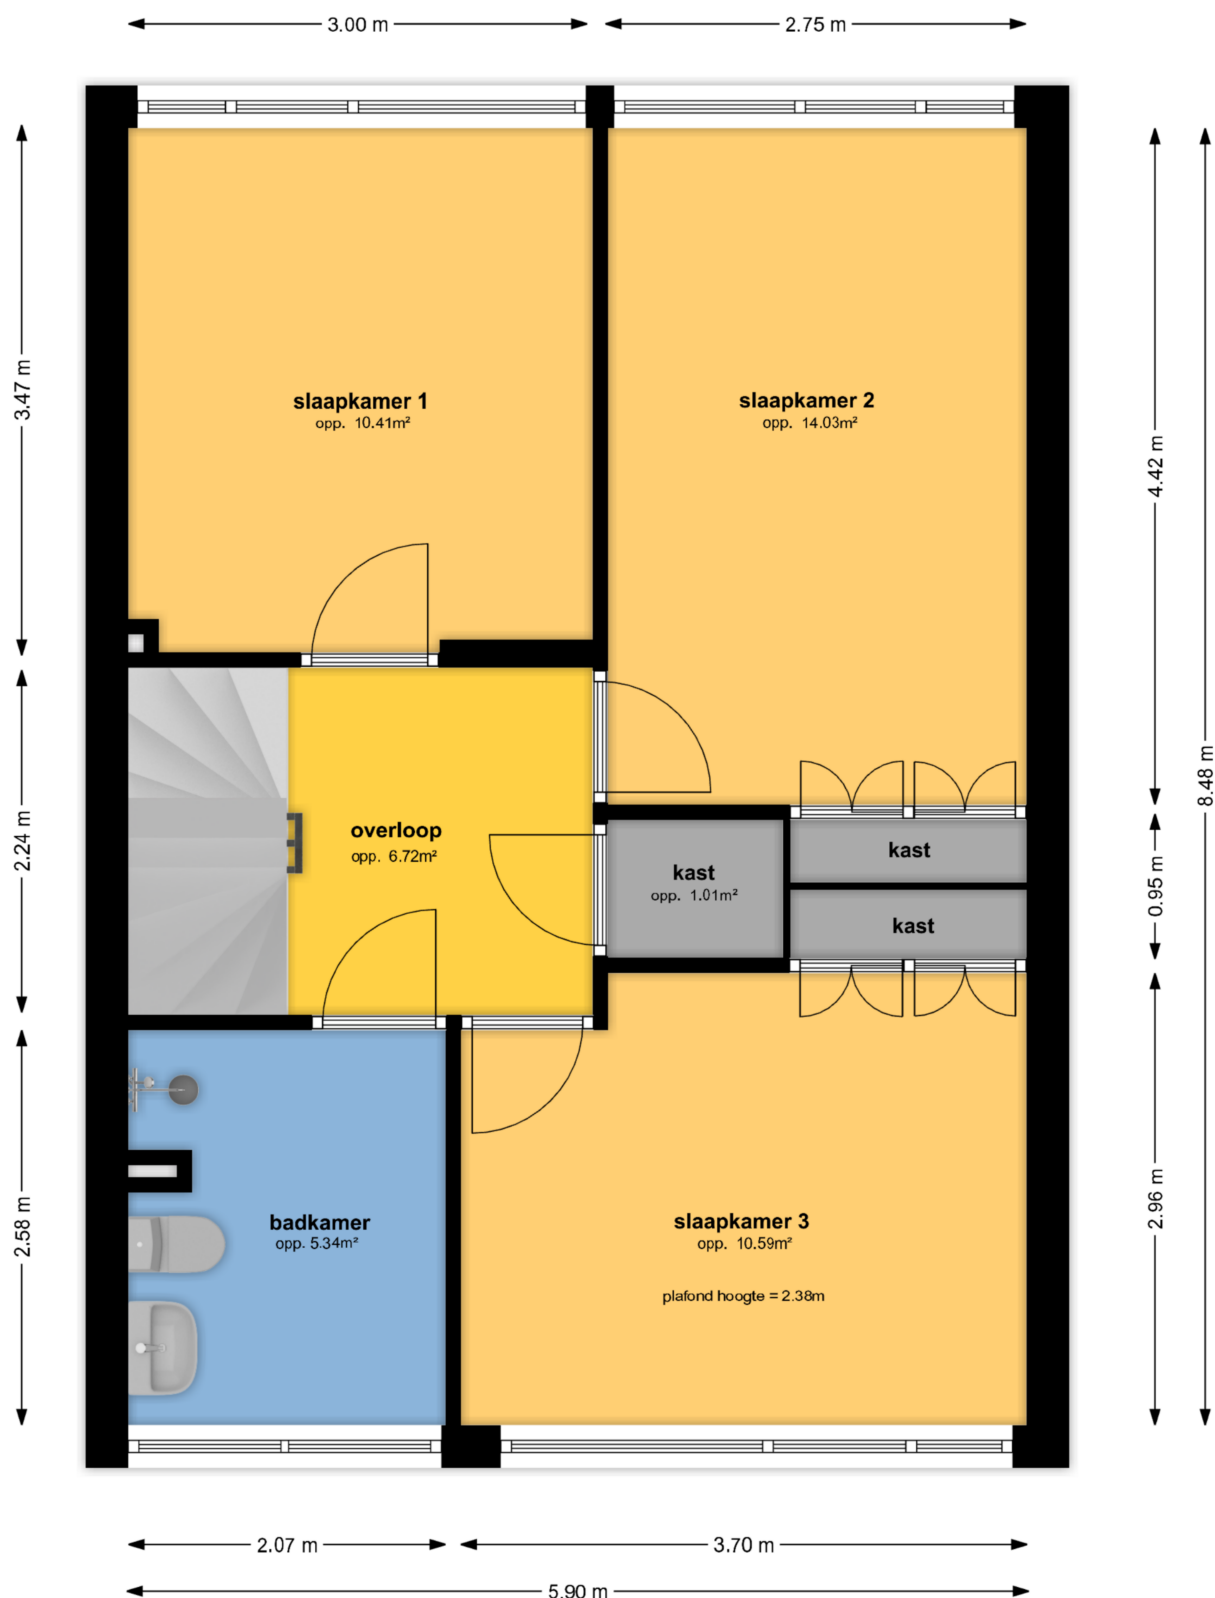 3.00 m
2.75 m
3.47 m
slaapkamer 1
opp. 10.41m²
slaapkamer 2
opp. 14.03m²
4.42 m
8.48 m
2.24 m
overloop
opp. 6.72m²
kast
opp. 1.01m²
kast
kast
0.95 m
2.58 m
badkamer
opp. 5.34m²
slaapkamer 3
opp. 10.59m²
plafond hoogte = 2.38m
2.96 m
2.07 m
3.70 m
5.90 m